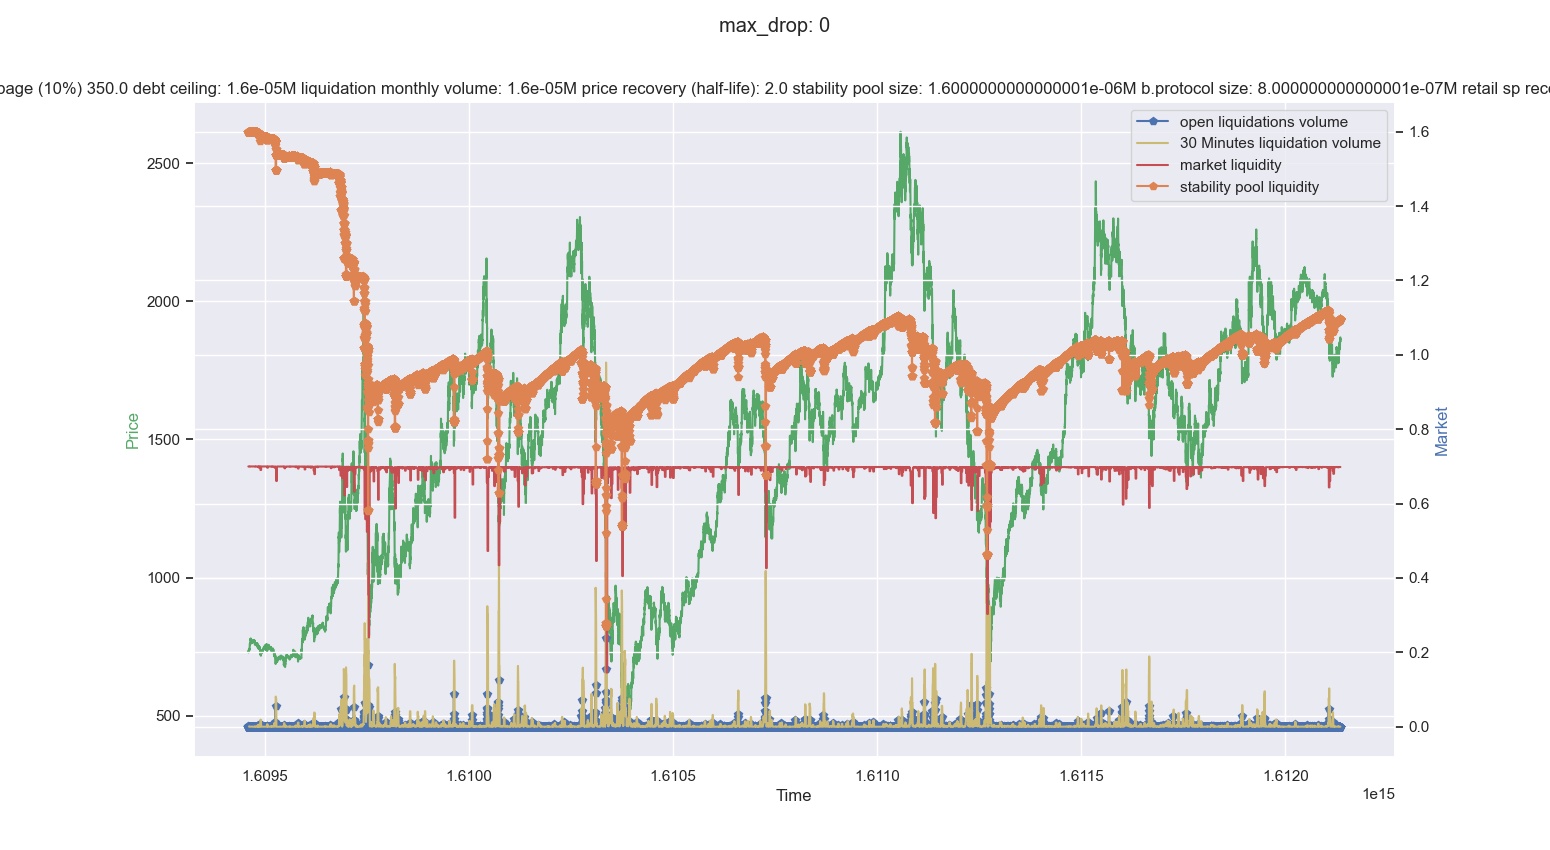 max_drop: 0
(10%) 350.0 debt ceiling: 1.6e-05M liquidation monthly volume: 1.6e-05M price recovery (half-life): 2.0 stability pool size: 1.6000000000000001e-06M b.protocol size: 8.000000000000001e-07M retail sp
open liquidations volume
30 Minutes liquidation volume
market liquidity
stability pool liquidity
2500
2000
1500
1000
500
Price
1.6
1.4
1.2
1.0
0.8
0.6
0.4
0.2
0.0
Market
1.6095 1.6100 1.6105 1.6110 1.6115 1.6120
Time
1e15